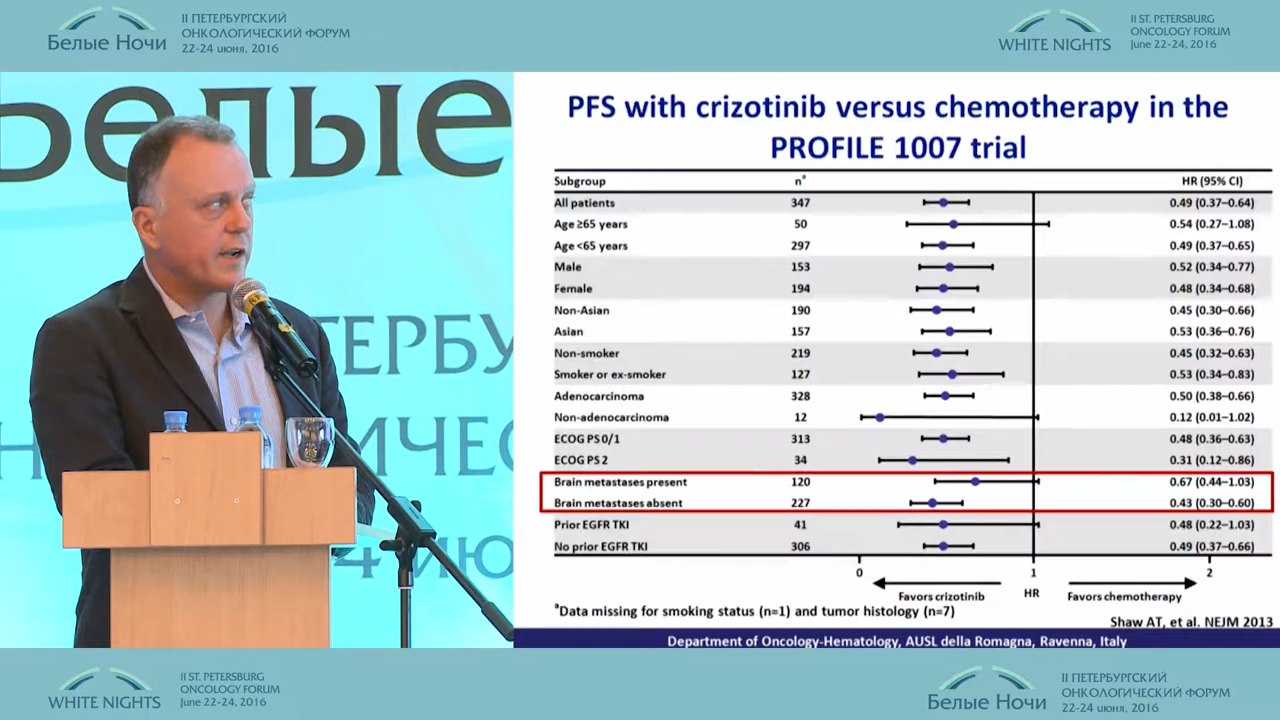 II ПЕТЕРБУРГСКИЙ
ОНКОЛОГИЧЕСКИЙ ФОРУМ
Белые Ночи
22-24 июня, 2016
II ST. PETERSBURG
ONCOLOGY FORUM
WHITE NIGHTS
June 22-24, 2016
Белые
ТЕРБУ
ИЧЕС
4 ИЮ
PFS with crizotinib versus chemotherapy in the
PROFILE 1007 trial
Subgroup nª HR (95% CI)
All patients 347 0.49 (0.37–0.64)
Age ≥65 years 50 0.54 (0.27–1.08)
Age <65 years 297 0.49 (0.37–0.65)
Male 153 0.52 (0.34–0.77)
Female 194 0.48 (0.34–0.68)
Non-Asian 190 0.45 (0.30–0.66)
Asian 157 0.53 (0.36–0.76)
Non-smoker 219 0.45 (0.32–0.63)
Smoker or ex-smoker 127 0.53 (0.34–0.83)
Adenocarcinoma 328 0.50 (0.38–0.66)
Non-adenocarcinoma 12 0.12 (0.01–1.02)
ECOG PS 0/1 313 0.48 (0.36–0.63)
ECOG PS 2 34 0.31 (0.12–0.86)
Brain metastases present 120 0.67 (0.44–1.03)
Brain metastases absent 227 0.43 (0.30–0.60)
Prior EGFR TKI 41 0.48 (0.22–1.03)
No prior EGFR TKI 306 0.49 (0.37–0.66)
0 1 2
Favors crizotinib HR Favors chemotherapy
ªData missing for smoking status (n=1) and tumor histology (n=7)
Shaw AT, et al. NEJM 2013
Department of Oncology-Hematology, AUSL della Romagna, Ravenna, Italy
II ST. PETERSBURG
ONCOLOGY FORUM
WHITE NIGHTS
June 22-24, 2016
II ПЕТЕРБУРГСКИЙ
ОНКОЛОГИЧЕСКИЙ ФОРУМ
Белые Ночи
22-24 июня, 2016